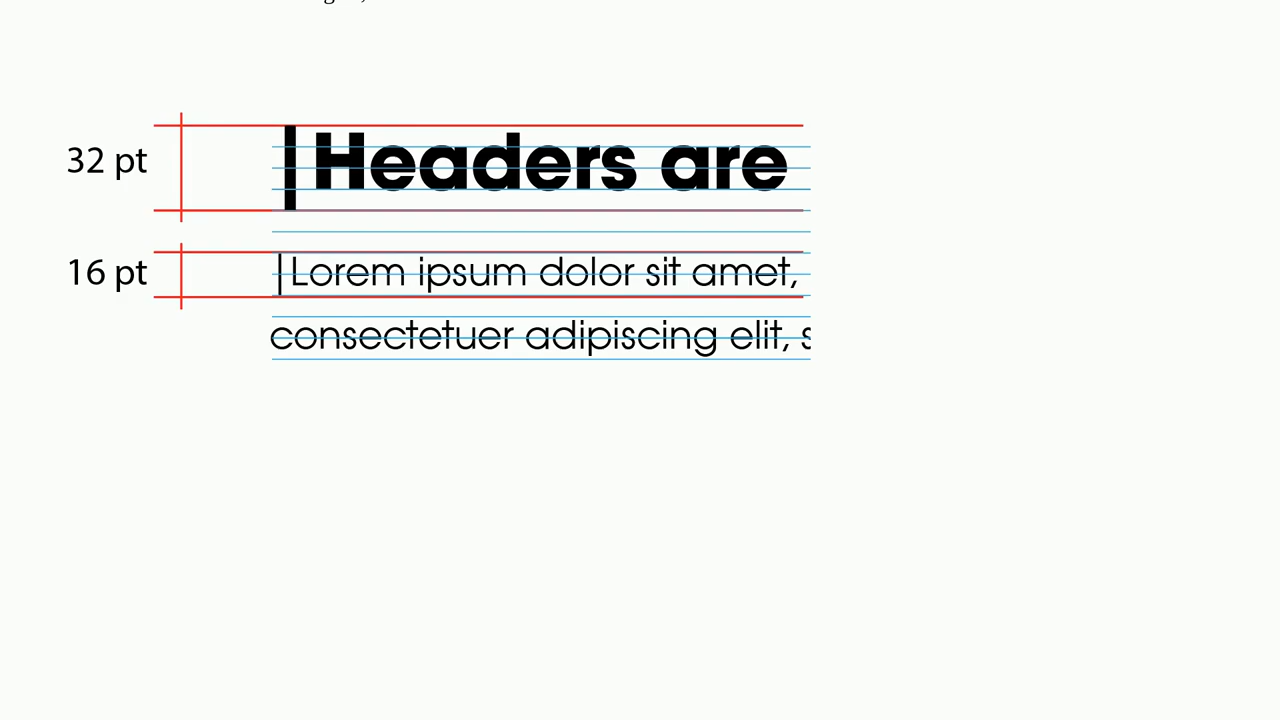 32 pt
|Headers are
16 pt
|Lorem ipsum dolor sit amet,
consectetuer adipiscing elit, s